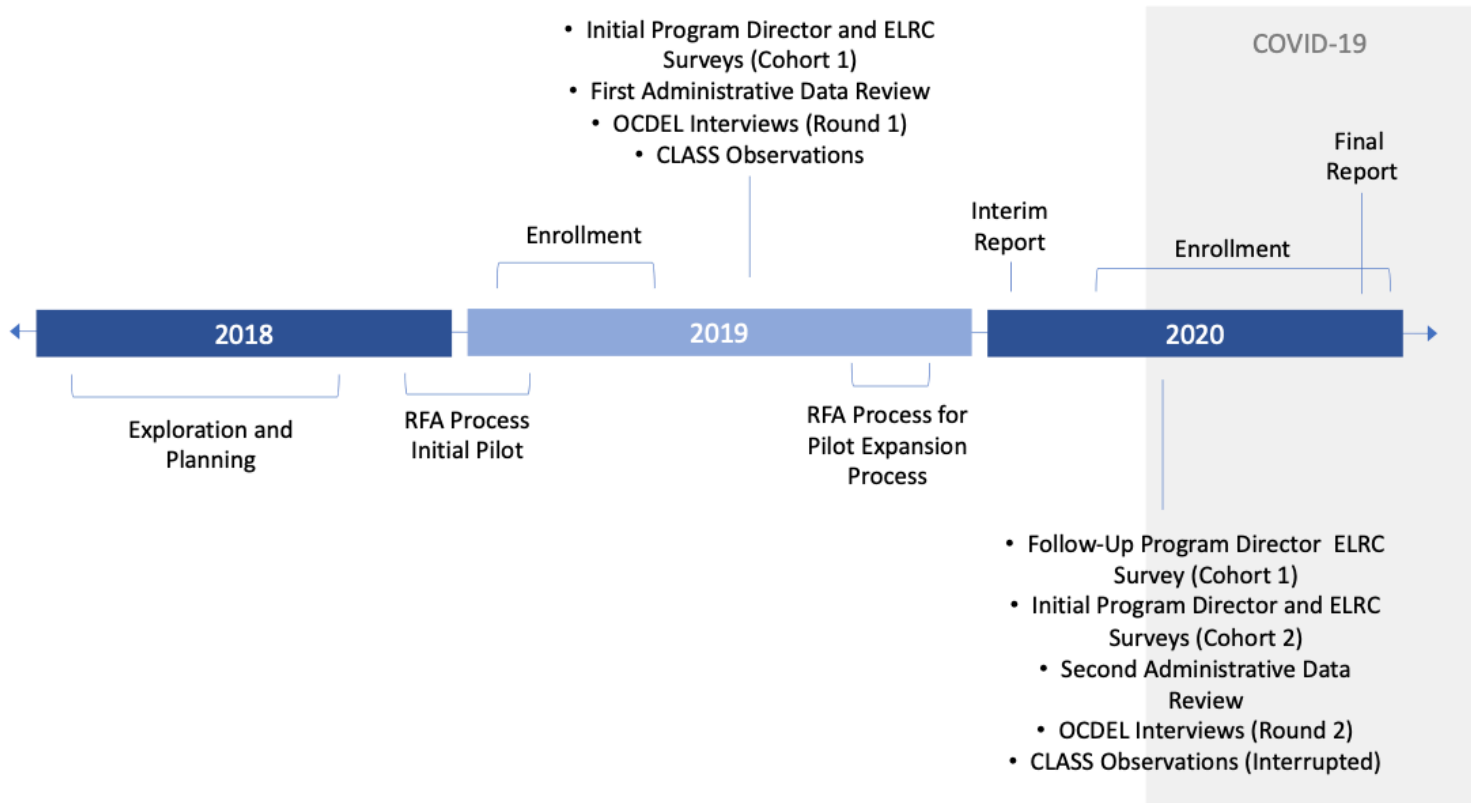 • Initial Program Director and ELRC
Surveys (Cohort 1)
• First Administrative Data Review
• OCDEL Interviews (Round 1)
• CLASS Observations
COVID-19
Final
Report
Interim
Report
Enrollment
Enrollment
2018
2019
2020
Exploration and
Planning
RFA Process
Initial Pilot
RFA Process for
Pilot Expansion
Process
• Follow-Up Program Director ELRC
Survey (Cohort 1)
• Initial Program Director and ELRC
Surveys (Cohort 2)
• Second Administrative Data
Review
• OCDEL Interviews (Round 2)
• CLASS Observations (Interrupted)